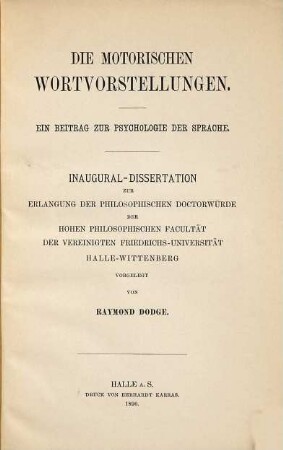 DIE MOTORISCHEN
WORTVORSTELLUNGEN.
EIN BEITRAG ZUR PSYCHOLOGIE DER SPRACHE.
INAUGURAL-DISSERTATION
ZUR
ERLANGUNG DER PHILOSOPHISCHEN DOCTORWÜRDE
DER
HOHEN PHILOSOPHISCHEN FACULTÄT
DER VEREINIGTEN FRIEDRICHS-UNIVERSITÄT
HALLE-WITTENBERG
VORGELEGT
VON
RAYMOND DODGE.
HALLE A. S.
DRUCK VON EHRHARDT KARRAS.
1896.